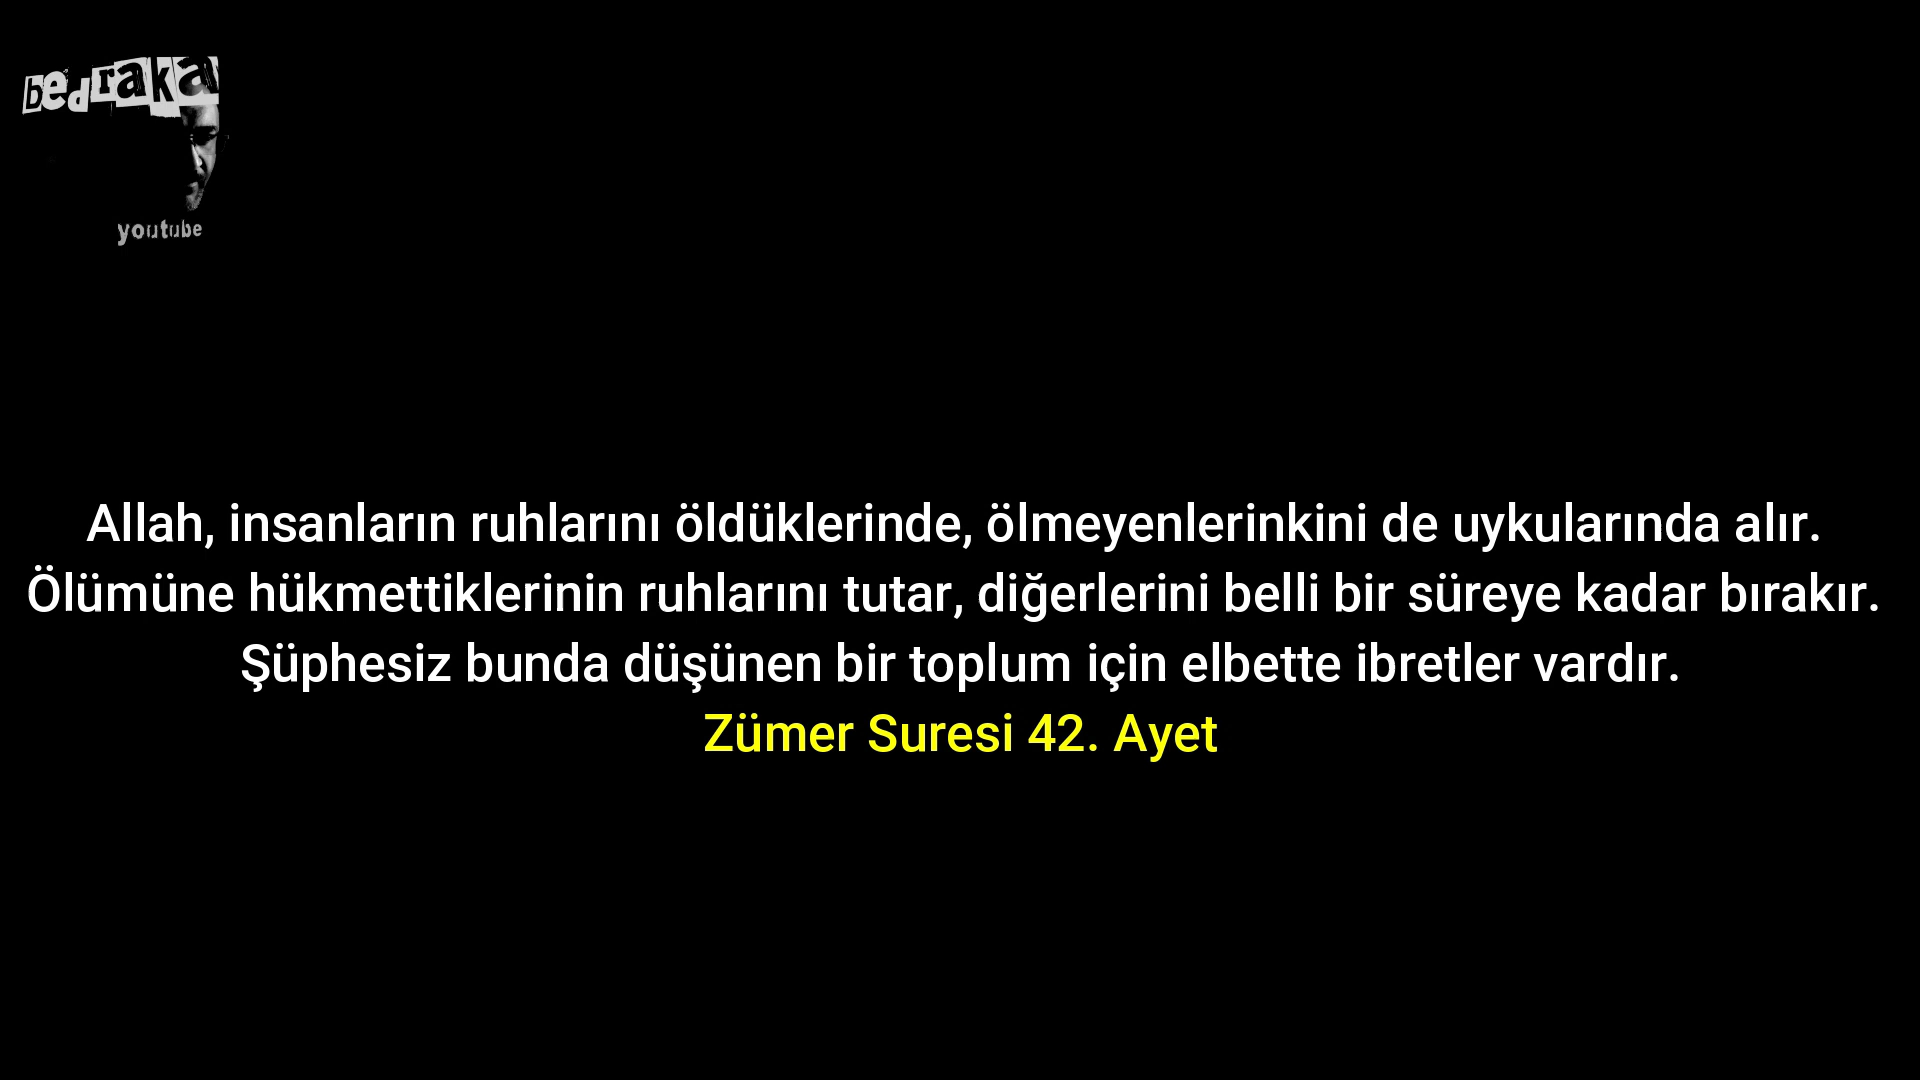 bedraka
youtube
Allah, insanların ruhlarını öldüklerinde, ölmeyenlerinkini de uykularında alır.
Ölümüne hükmettiklerinin ruhlarını tutar, diğerlerini belli bir süreye kadar bırakır.
Şüphesiz bunda düşünen bir toplum için elbette ibretler vardır.
Zümer Suresi 42. Ayet